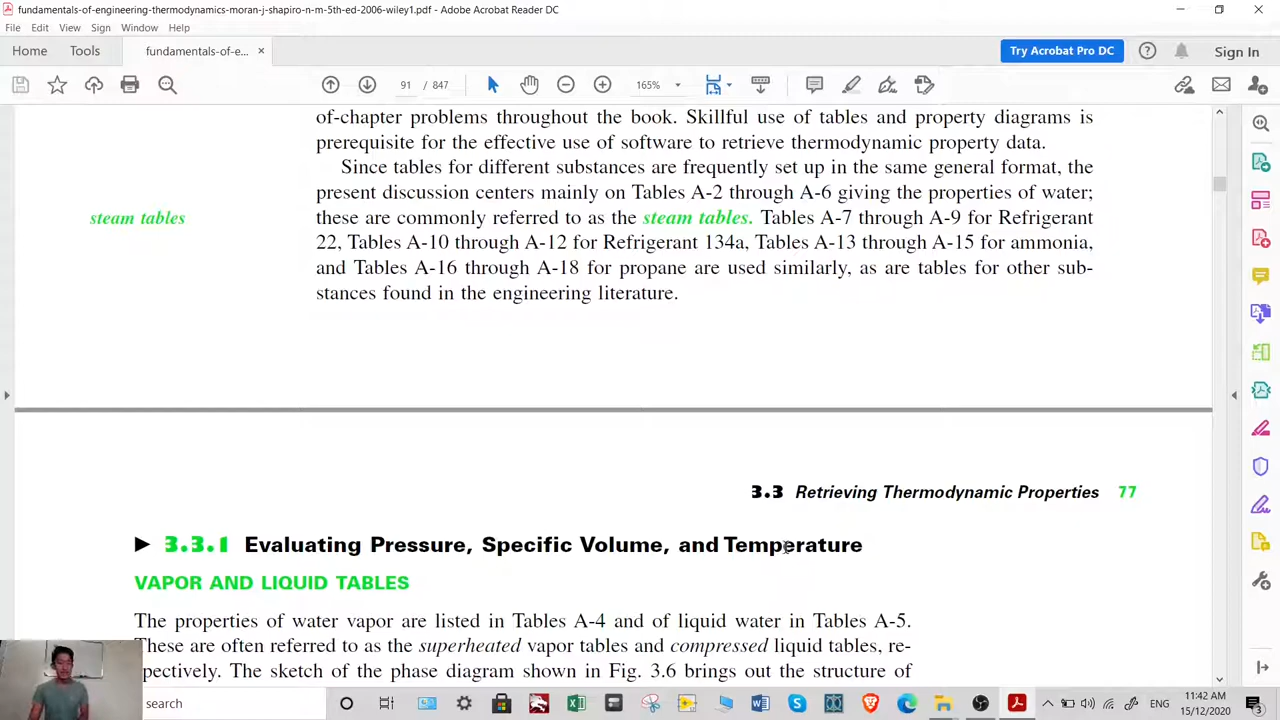 fundamentals-of-engineering-thermodynamics-moran-j-shapiro-n-m-5th-ed-2006-wiley1.pdf - Adobe Acrobat Reader DC
File Edit View Sign Window Help
Home Tools fundamentals-of-e... × Try Acrobat Pro DC Sign In
91 / 847 165%
of-chapter problems throughout the book. Skillful use of tables and property diagrams is
prerequisite for the effective use of software to retrieve thermodynamic property data.
Since tables for different substances are frequently set up in the same general format, the
present discussion centers mainly on Tables A-2 through A-6 giving the properties of water;
steam tables
these are commonly referred to as the steam tables. Tables A-7 through A-9 for Refrigerant
22, Tables A-10 through A-12 for Refrigerant 134a, Tables A-13 through A-15 for ammonia,
and Tables A-16 through A-18 for propane are used similarly, as are tables for other sub-
stances found in the engineering literature.
3.3 Retrieving Thermodynamic Properties 77
► 3.3.1 Evaluating Pressure, Specific Volume, and Temperature
VAPOR AND LIQUID TABLES
The properties of water vapor are listed in Tables A-4 and of liquid water in Tables A-5.
These are often referred to as the superheated vapor tables and compressed liquid tables, re-
pectively. The sketch of the phase diagram shown in Fig. 3.6 brings out the structure of
search
ENG
11:42 AM
15/12/2020
3